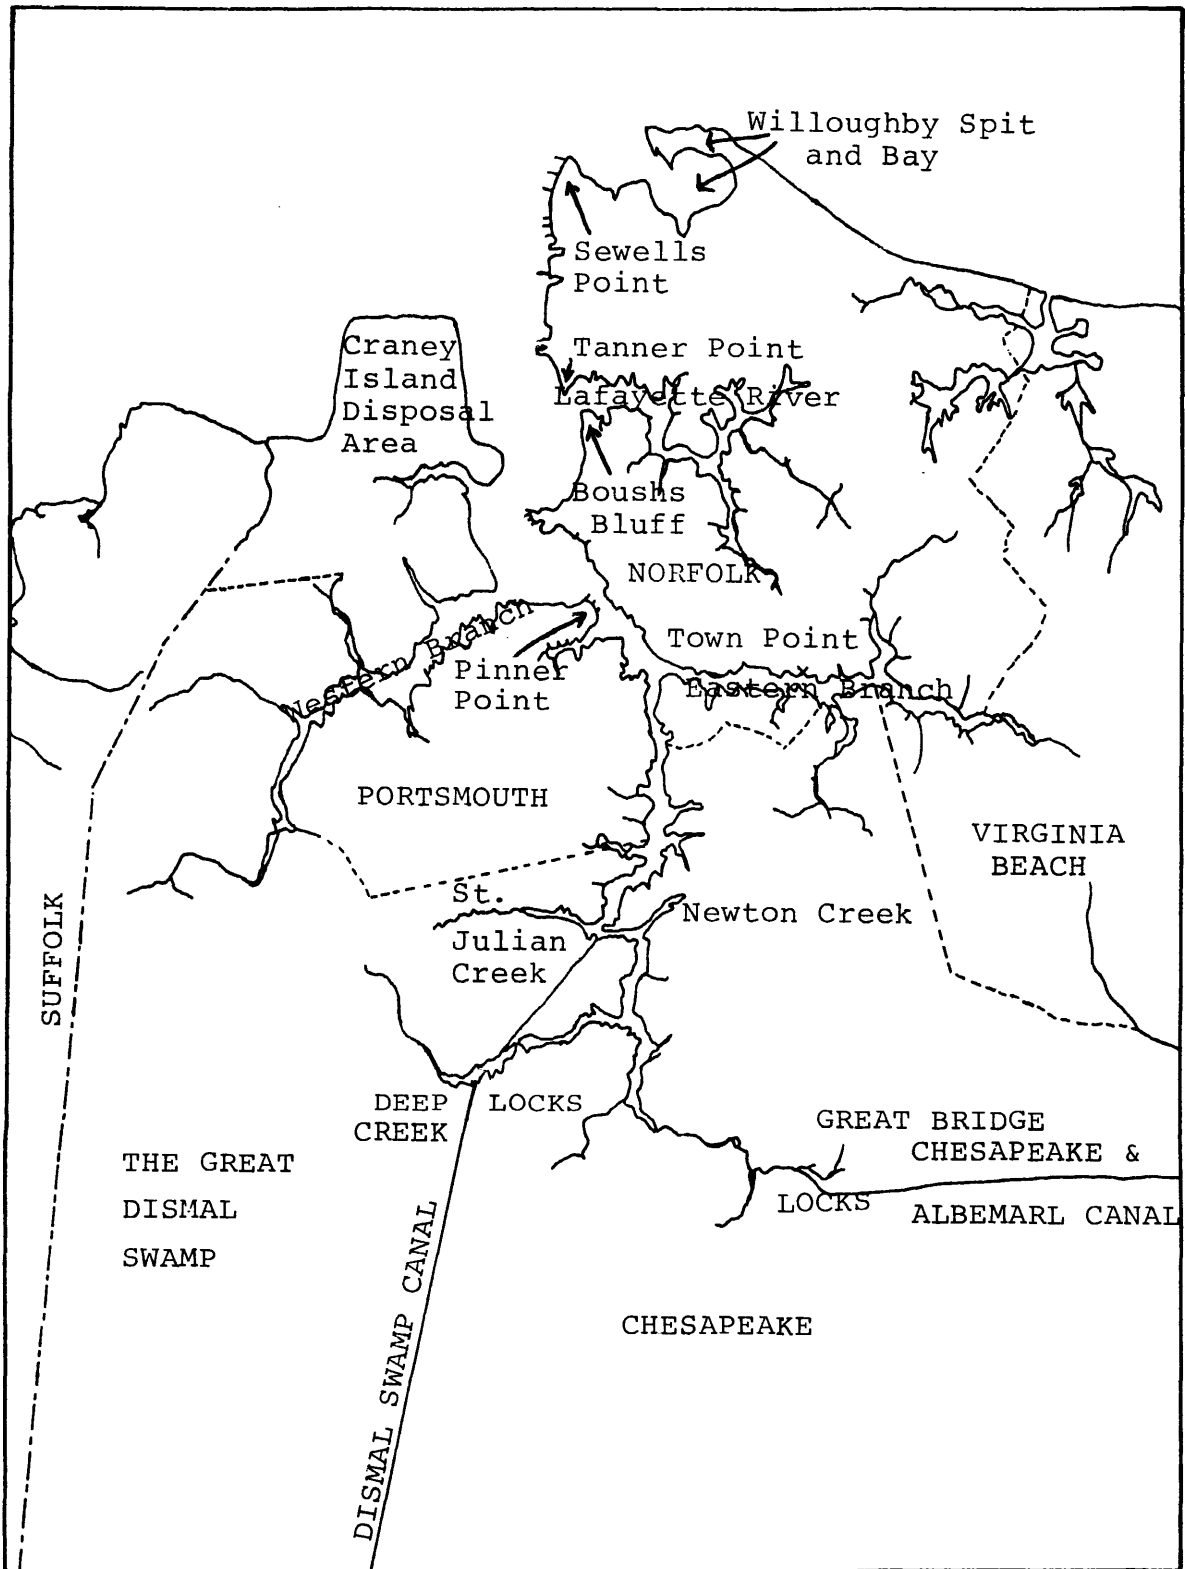 Willoughby Spit
and Bay
Sewells
Point
Tanner Point
Craney
Island
Disposal
Area
Lafayette River
Boushs
Bluff
NORFOLK
Town Point
Western Branch
Pinner
Point
Eastern Branch
PORTSMOUTH
VIRGINIA
BEACH
St.
Julian
Creek
Newton Creek
SUFFOLK
DEEP
CREEK
LOCKS
GREAT BRIDGE
LOCKS
CHESAPEAKE &
ALBEMARL CANAL
THE GREAT
DISMAL
SWAMP
DISMAL SWAMP CANAL
CHESAPEAKE